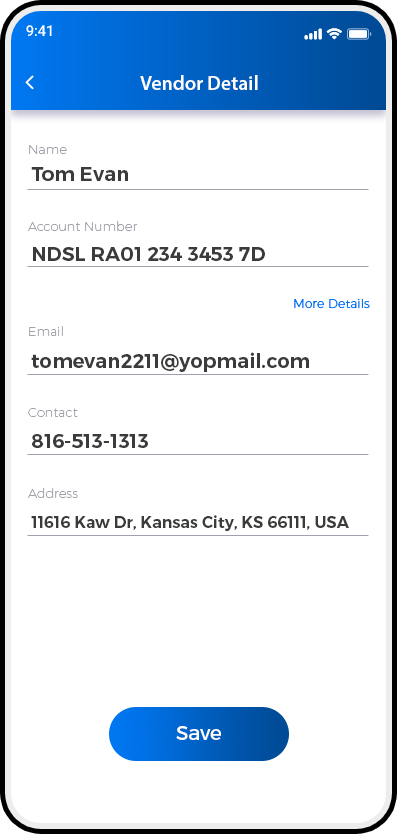 9:41
Vendor Detail
Name
Tom Evan
Account Number
NDSL RA01 234 3453 7D
More Details
Email
tomevan2211@yopmail.com
Contact
816-513-1313
Address
11616 Kaw Dr, Kansas City, KS 66111, USA
Save